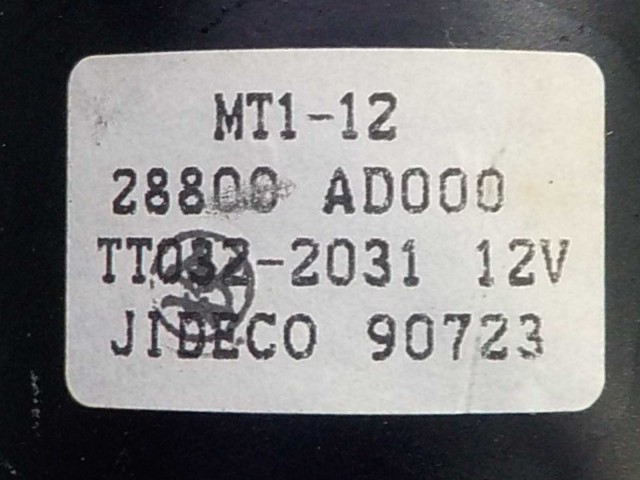 MT1-12
28800 AD000
TT032-2031 12V
JIDECO 90723